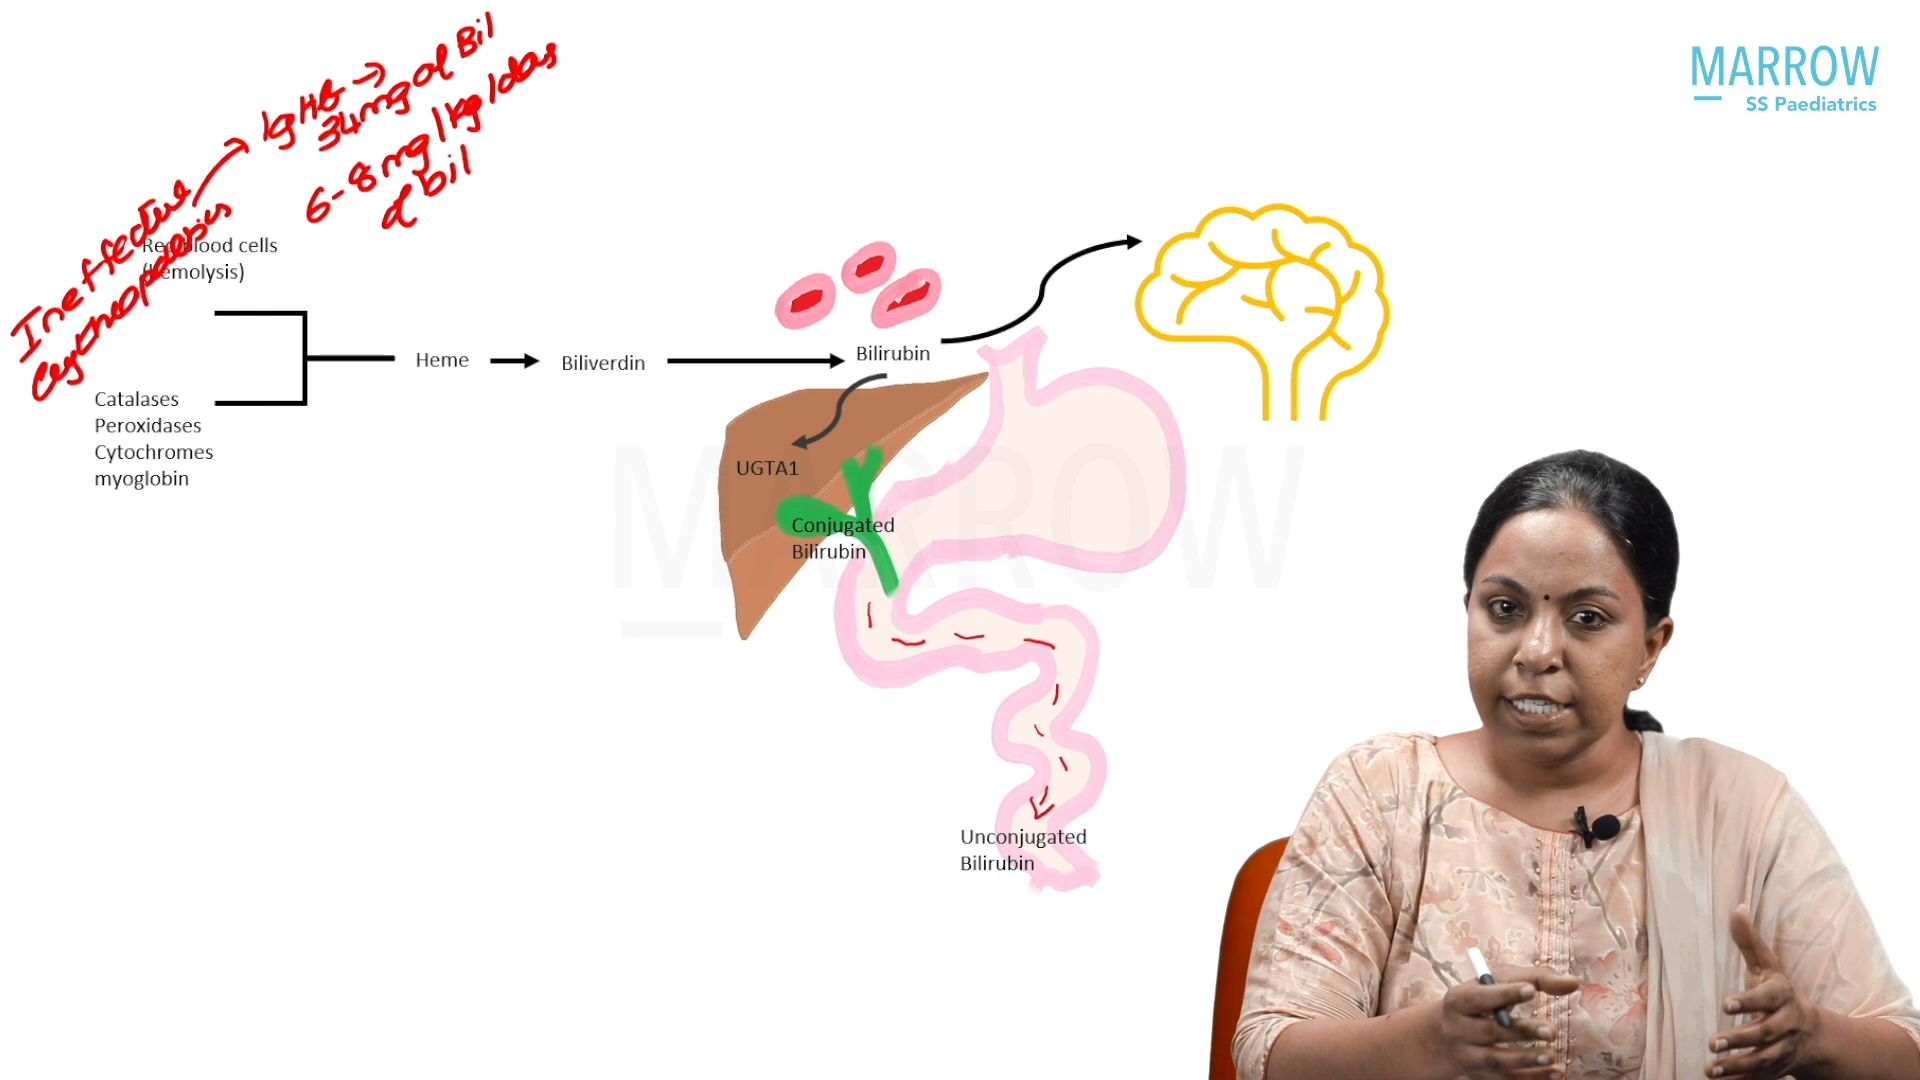 MARROW
SS Paediatrics
1g Hb →
34mg of Bil
6-8 mg/kg/day
of bil
Ineffective
Erythropoiesis
Red blood cells
(Hemolysis)
Heme
Biliverdin
Bilirubin
Catalases
Peroxidases
Cytochromes
myoglobin
UGTA1
Conjugated
Bilirubin
MARROW
Unconjugated
Bilirubin